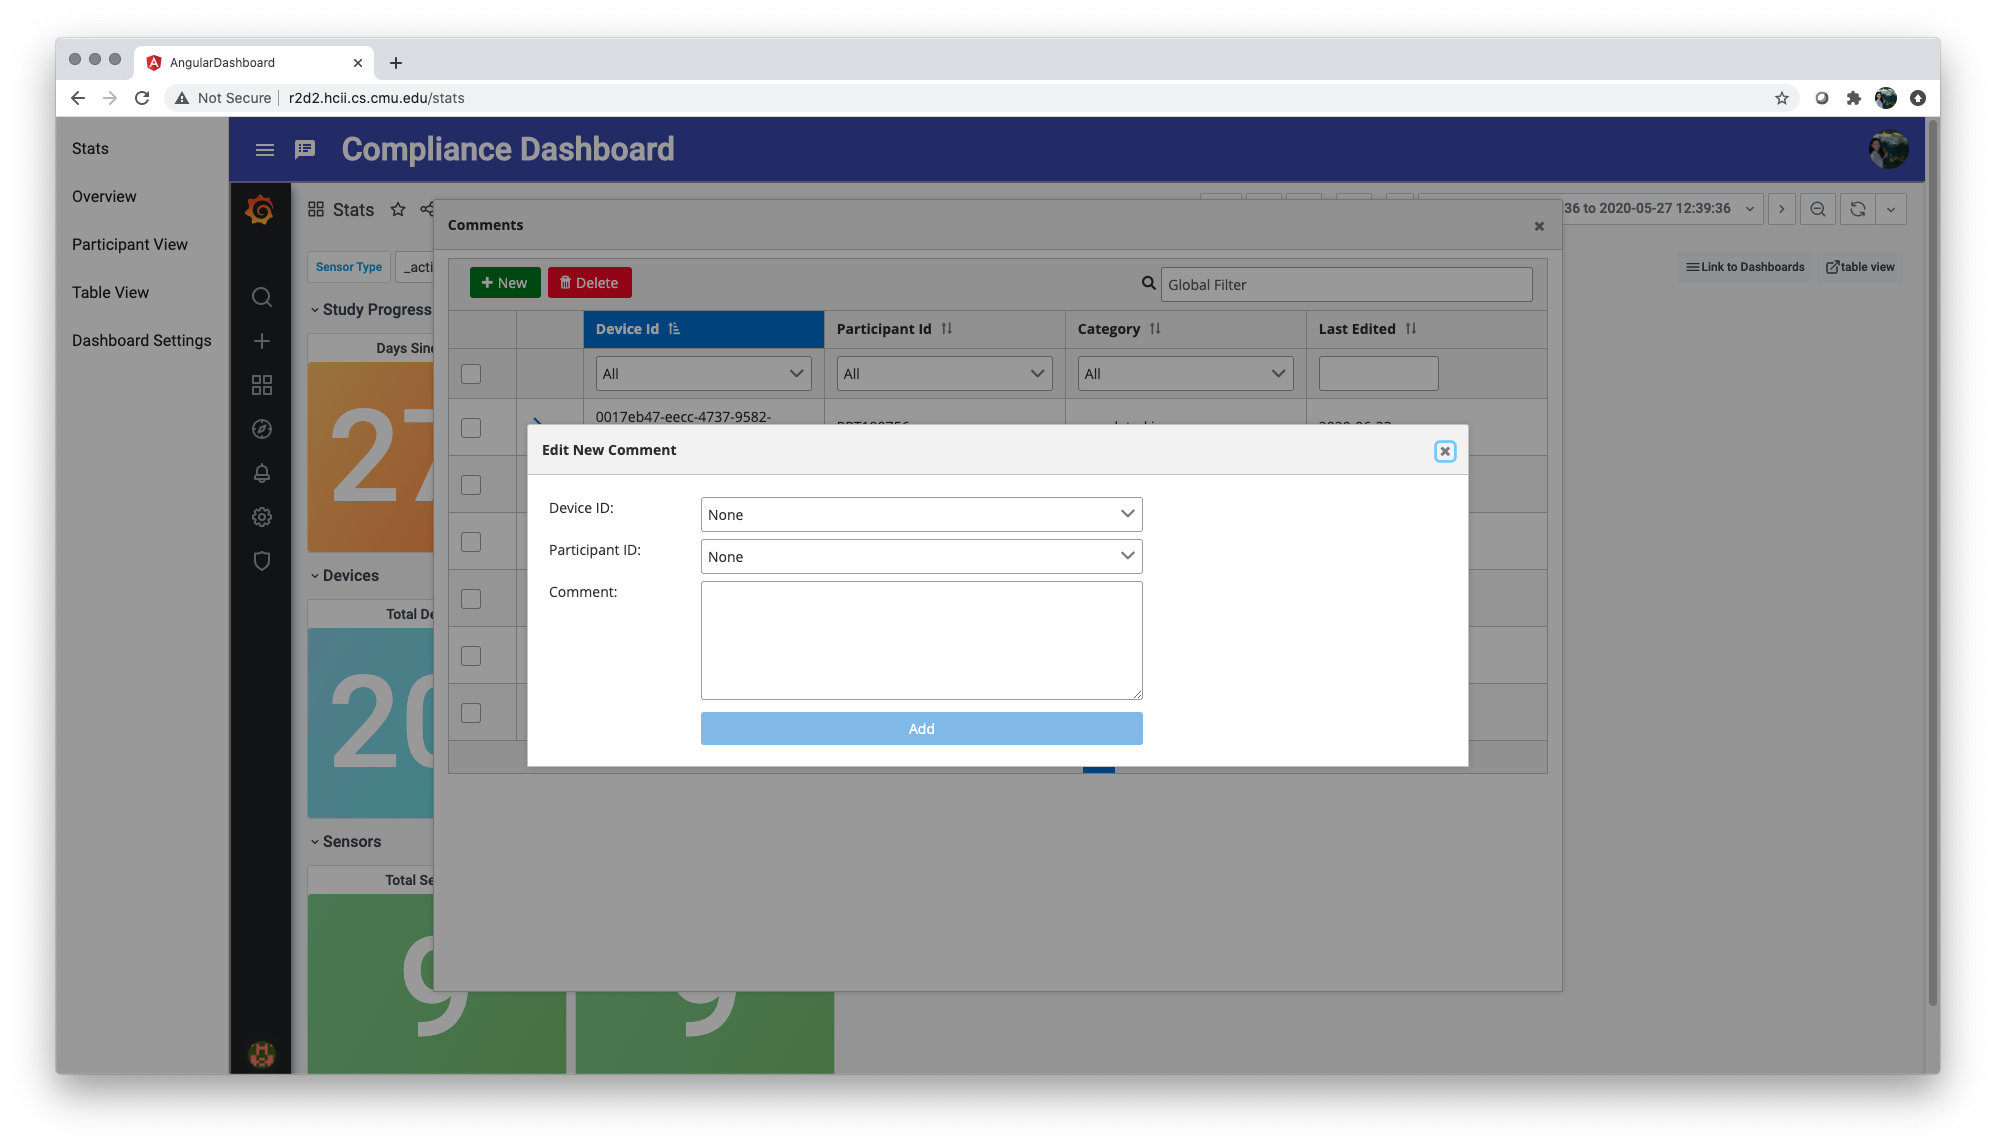 AngularDashboard
Not Secure r2d2.hcii.cs.cmu.edu/stats
Stats
Overview
Participant View
Table View
Dashboard Settings
Compliance Dashboard
Stats
36 to 2020-05-27 12:39:36
Sensor Type _acti
Link to Dashboards
table view
Study Progress
Days Sinc
27
Devices
Total De
20
Sensors
Total Se
9
9
Comments
New
Delete
Global Filter
Device Id
Participant Id
Category
Last Edited
All
All
All
0017eb47-eecc-4737-9582-
Edit New Comment
Device ID:
None
Participant ID:
None
Comment:
Add